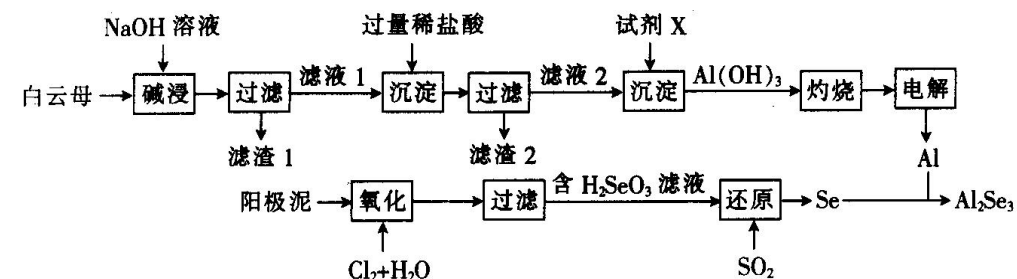 NaOH 溶液 过量稀盐酸 试剂 X
白云母 碱浸 过滤 滤液 1 沉淀 过滤 滤液 2 沉淀 Al(OH)₃ 灼烧 电解
滤渣 1 滤渣 2 Al
阳极泥 氧化 过滤 含 H₂SeO₃ 滤液 还原 Se Al₂Se₃
Cl₂+H₂O SO₂